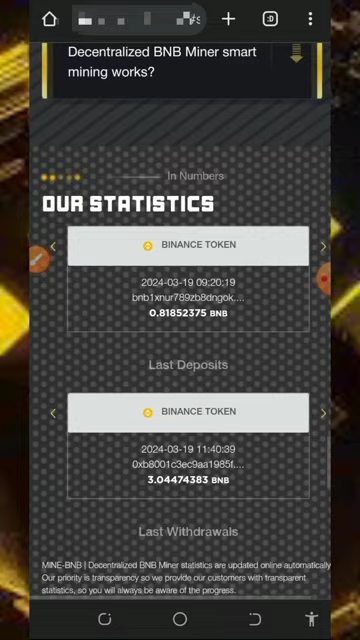 :D
Decentralized BNB Miner smart
mining works?
In Numbers
OUR STATISTICS
BINANCE TOKEN
2024-03-19 09:20:19
bnb1xnur789zb8dngok....
0.81852375 BNB
Last Deposits
BINANCE TOKEN
2024-03-19 11:40:39
0xb8001c3ec9aa1985f....
3.04474383 BNB
Last Withdrawals
MINE-BNB | Decentralized BNB Miner statistics are updated online automatically
Our priority is transparency so we provide our customers with transparent
statistics, so you will always be aware of the progress.